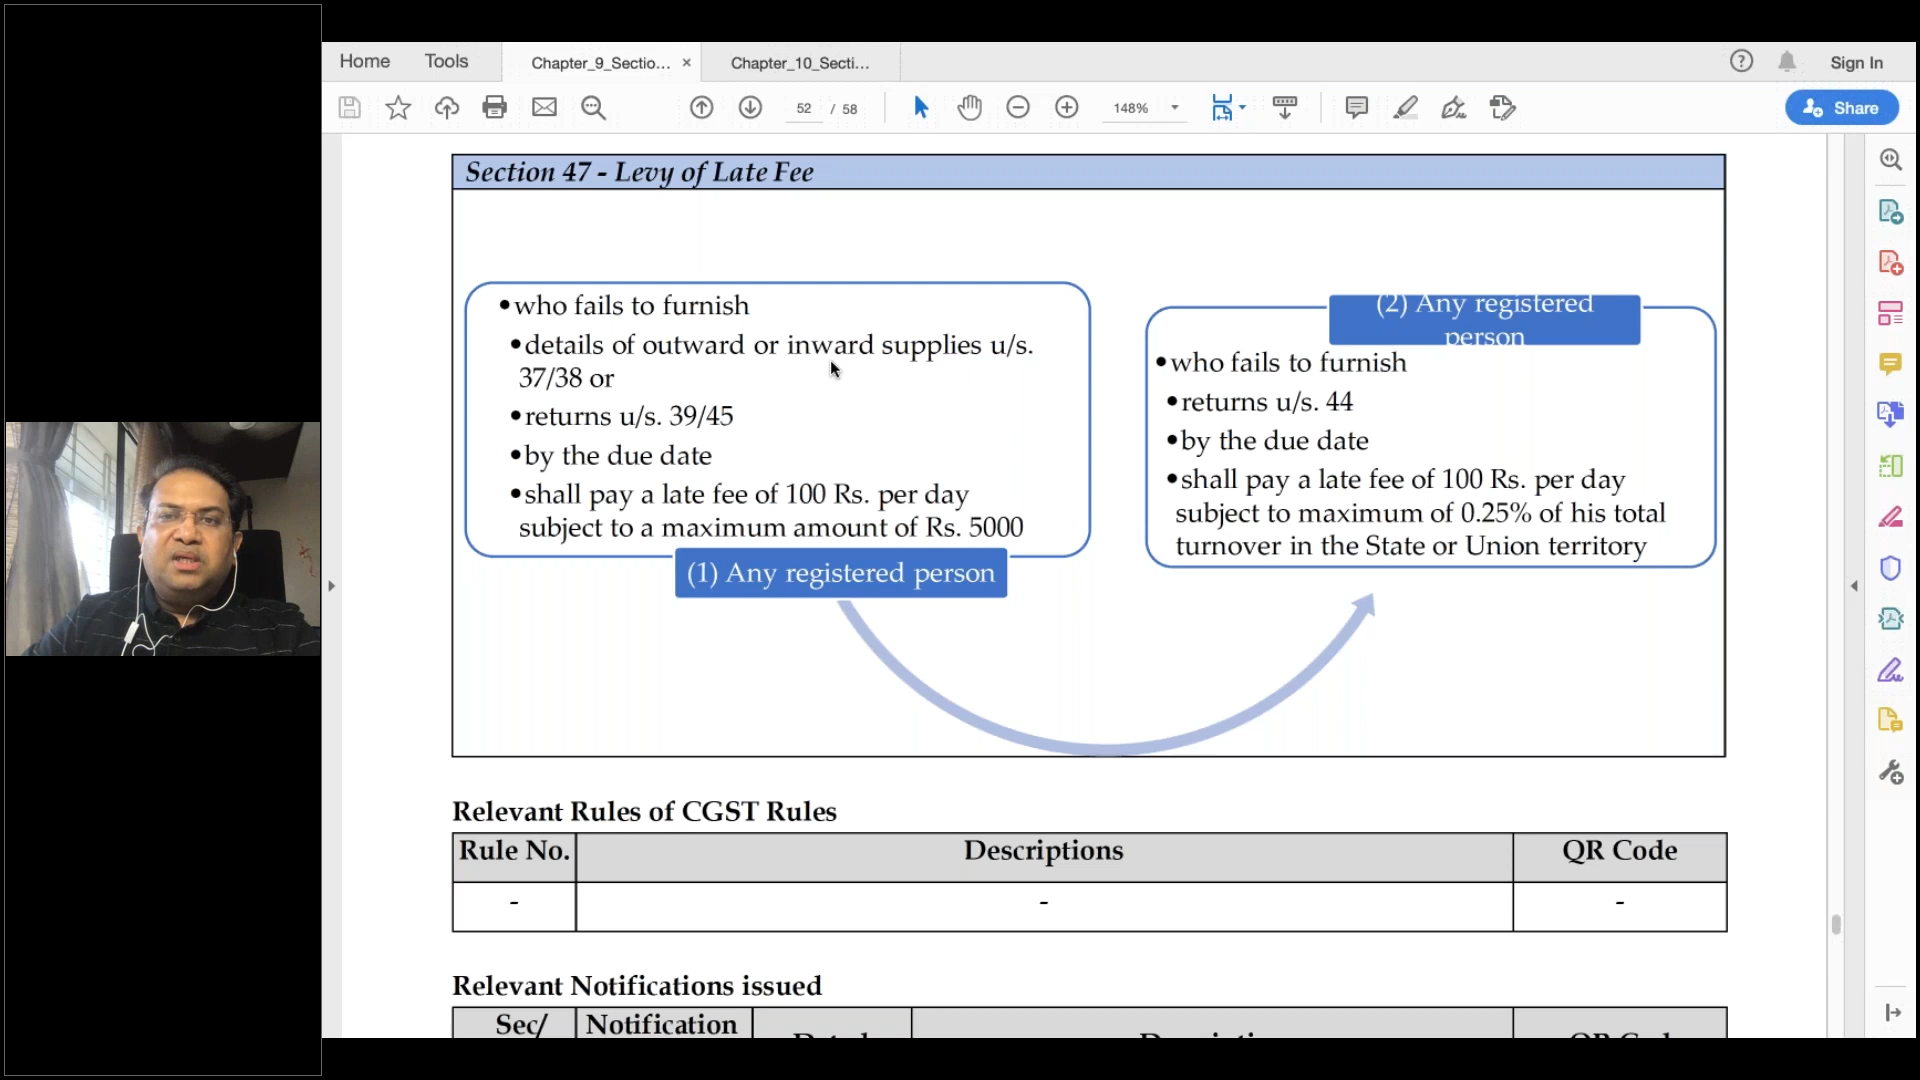 Home
Tools
Chapter_9_Sectio... ×
Chapter_10_Secti...
Sign In
52 / 58
148%
Share
Section 47 - Levy of Late Fee
•who fails to furnish
•details of outward or inward supplies u/s.
37/38 or
•returns u/s. 39/45
•by the due date
•shall pay a late fee of 100 Rs. per day
subject to a maximum amount of Rs. 5000
(1) Any registered person
(2) Any registered
person
•who fails to furnish
•returns u/s. 44
•by the due date
•shall pay a late fee of 100 Rs. per day
subject to maximum of 0.25% of his total
turnover in the State or Union territory
Relevant Rules of CGST Rules
Rule No. Descriptions QR Code
- - -
Relevant Notifications issued
Sec/ Notification